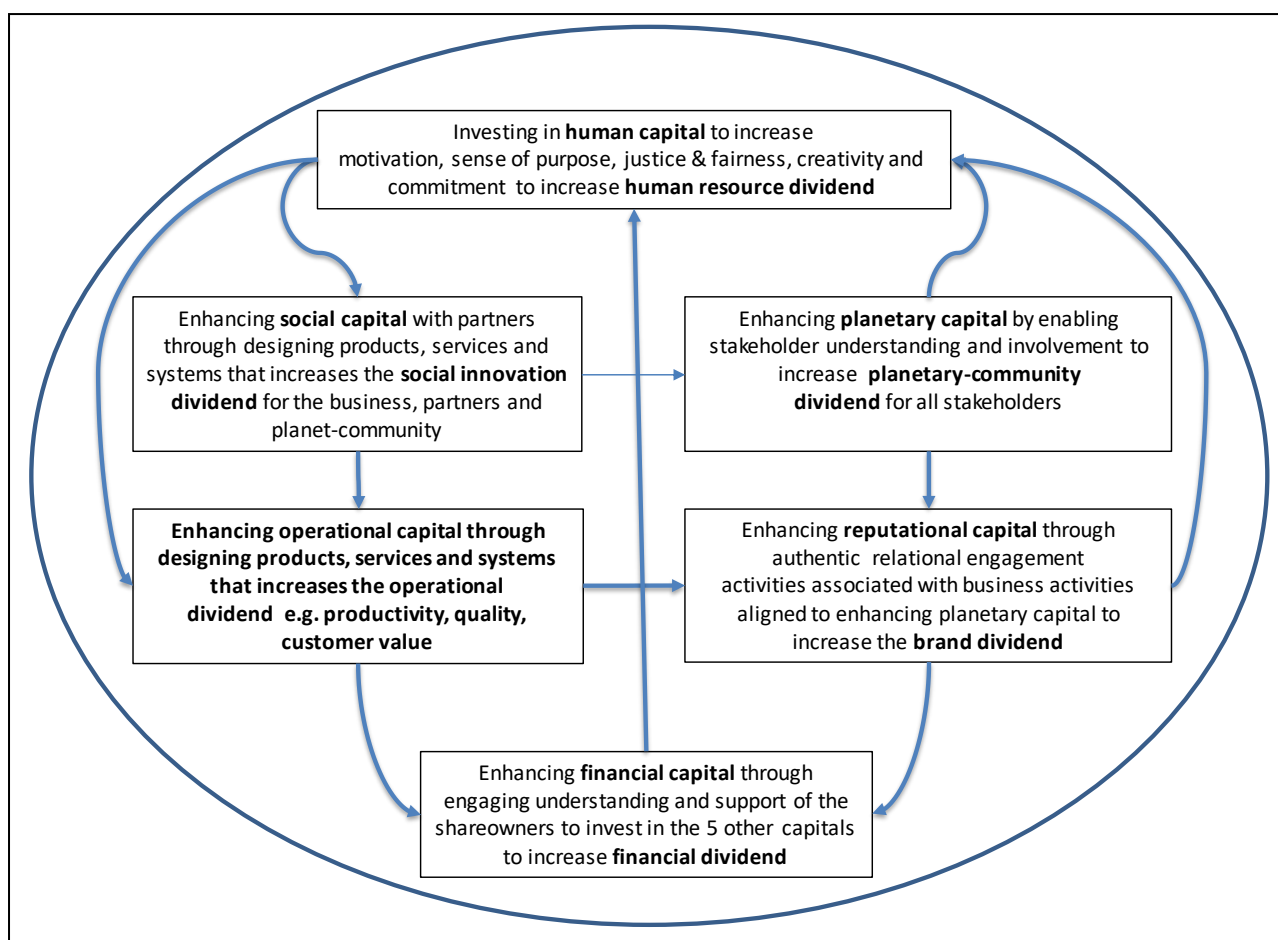 Investing in human capital to increase
motivation, sense of purpose, justice & fairness, creativity and
commitment to increase human resource dividend
Enhancing social capital with partners
through designing products, services and
systems that increases the social innovation
dividend for the business, partners and
planet-community
Enhancing planetary capital by enabling
stakeholder understanding and involvement to
increase planetary-community
dividend for all stakeholders
Enhancing operational capital through
designing products, services and systems
that increases the operational
dividend e.g. productivity, quality,
customer value
Enhancing reputational capital through
authentic relational engagement
activities associated with business activities
aligned to enhancing planetary capital to
increase the brand dividend
Enhancing financial capital through
engaging understanding and support of the
shareowners to invest in the 5 other capitals
to increase financial dividend